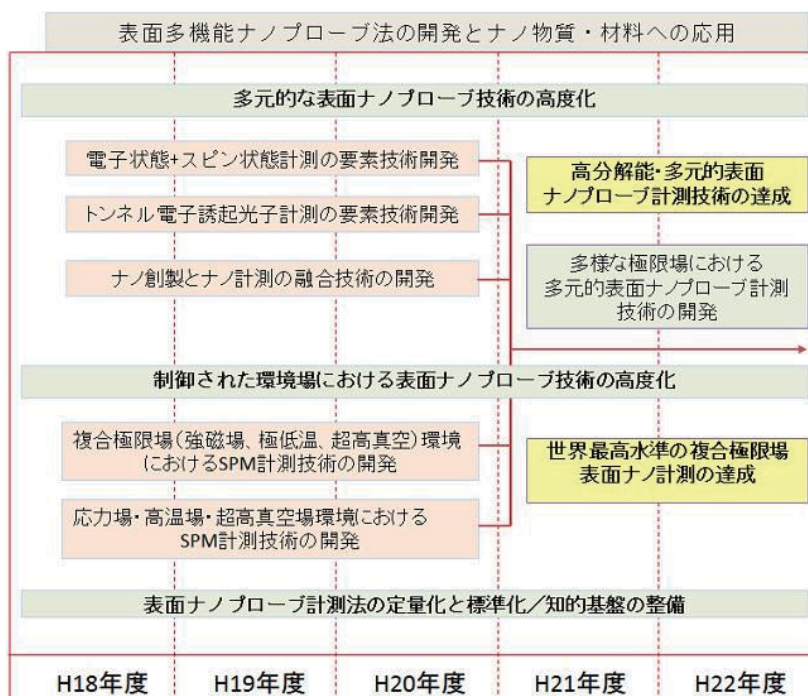 表面多機能ナノプローブ法の開発とナノ物質・材料への応用
多元的な表面ナノプローブ技術の高度化
電子状態+スピン状態計測の要素技術開発
トンネル電子誘起光子計測の要素技術開発
ナノ創製とナノ計測の融合技術の開発
高分解能・多元的表面
ナノプローブ計測技術の達成
多様な極限場における
多元的表面ナノプローブ計測
技術の開発
制御された環境場における表面ナノプローブ技術の高度化
複合極限場(強磁場、極低温、超高真空)環境
におけるSPM計測技術の開発
応力場・高温場・超高真空場環境における
SPM計測技術の開発
世界最高水準の複合極限場
表面ナノ計測の達成
表面ナノプローブ計測法の定量化と標準化/知的基盤の整備
H18年度 H19年度 H20年度 H21年度 H22年度